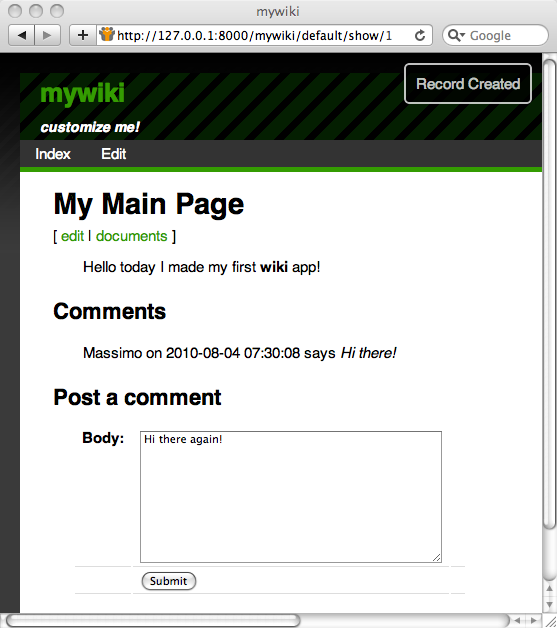 mywiki
http://127.0.0.1:8000/mywiki/default/show/1
Google
Record Created
mywiki
customize me!
Index Edit
My Main Page
[ edit | documents ]
Hello today I made my first wiki app!
Comments
Massimo on 2010-08-04 07:30:08 says Hi there!
Post a comment
Body: Hi there again!
Submit